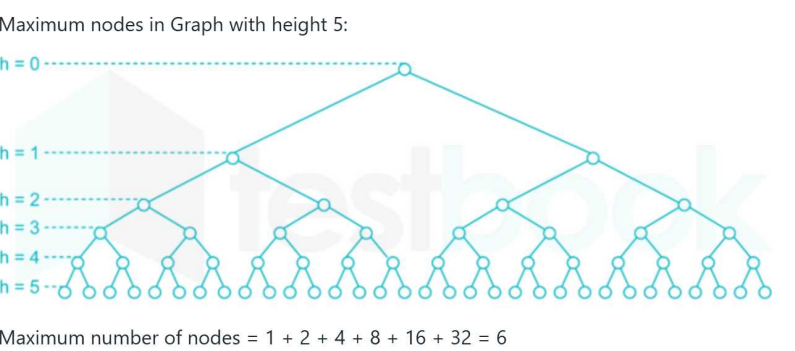 Maximum nodes in Graph with height 5:
h = 0
h = 1
testbook
h = 2
h = 3
h = 4
h = 5
Maximum number of nodes = 1 + 2 + 4 + 8 + 16 + 32 = 6